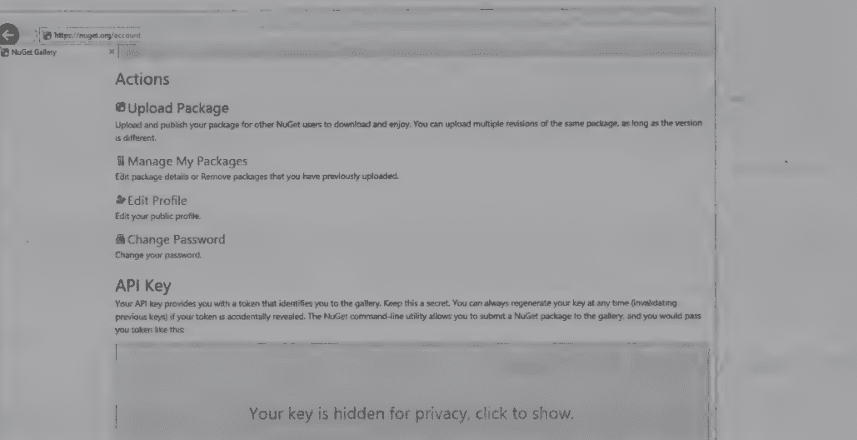 https://nuget.org/account
NuGet Gallery
Actions
Upload Package
Upload and publish your package for other NuGet users to download and enjoy. You can upload multiple revisions of the same package, as long as the version
is different.
Manage My Packages
Edit package details or Remove packages that you have previously uploaded.
Edit Profile
Edit your public profile.
Change Password
Change your password.
API Key
Your API key provides you with a token that identifies you to the gallery. Keep this a secret. You can always regenerate your key at any time (invalidating
previous keys) if your token is accidentally revealed. The NuGet command-line utility allows you to submit a NuGet package to the gallery, and you would pass
you token like this:
Your key is hidden for privacy, click to show.